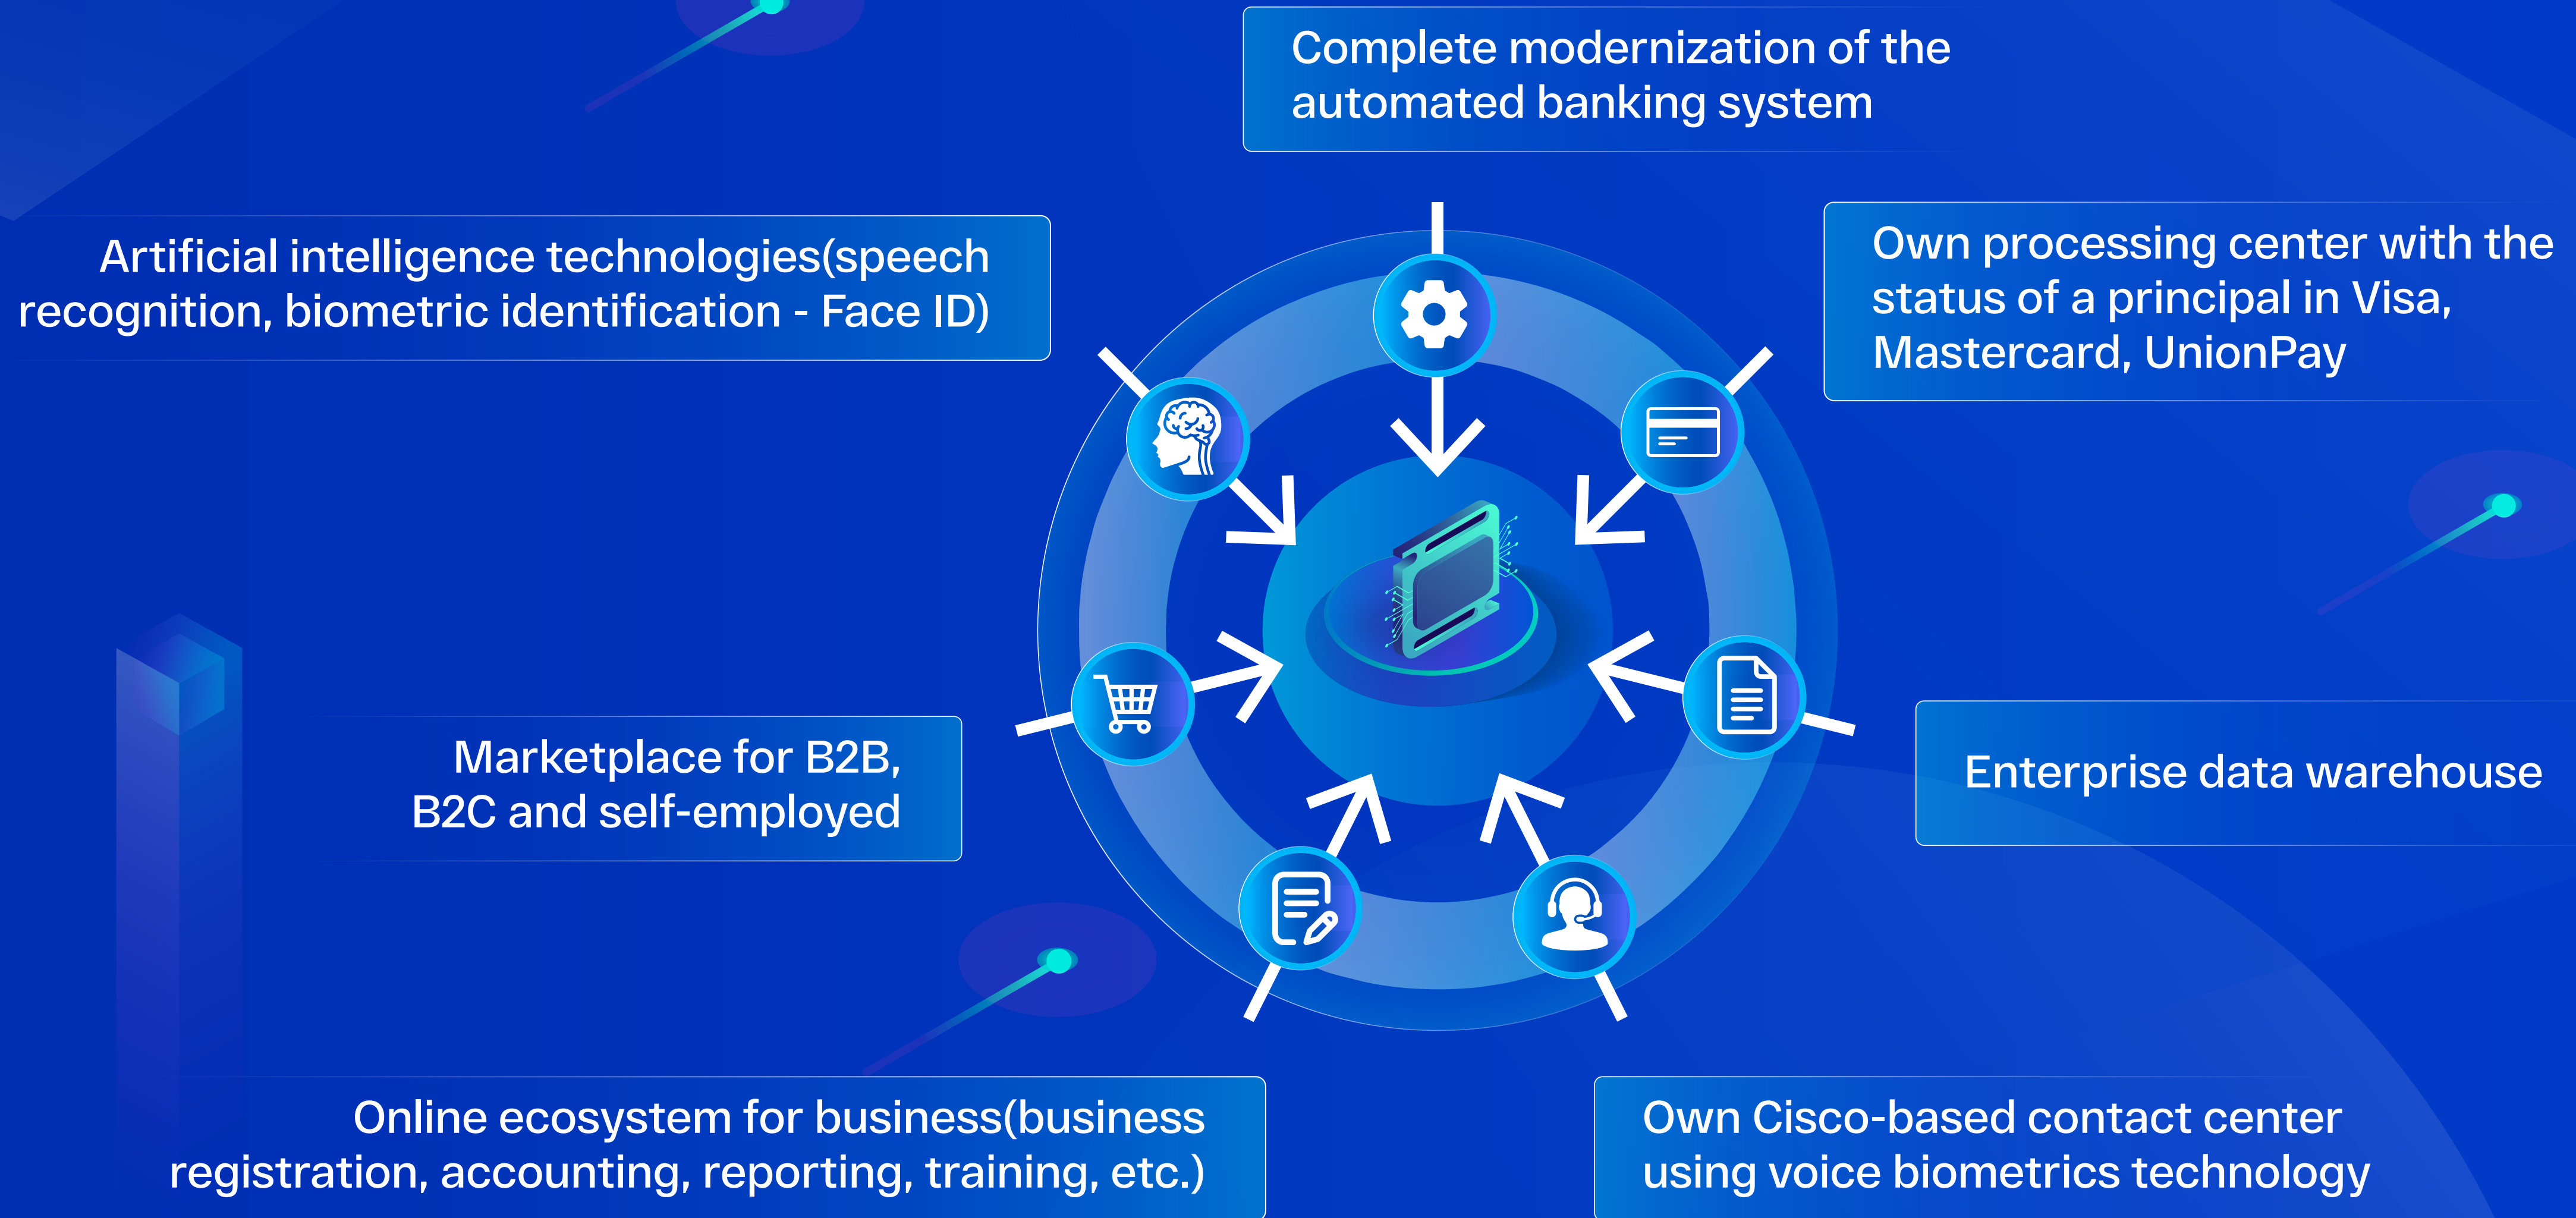 Complete modernization of the
automated banking system
Artificial intelligence technologies(speech
recognition, biometric identification - Face ID)
Own processing center with the
status of a principal in Visa,
Mastercard, UnionPay
Marketplace for B2B,
B2C and self-employed
Enterprise data warehouse
Online ecosystem for business(business
registration, accounting, reporting, training, etc.)
Own Cisco-based contact center
using voice biometrics technology